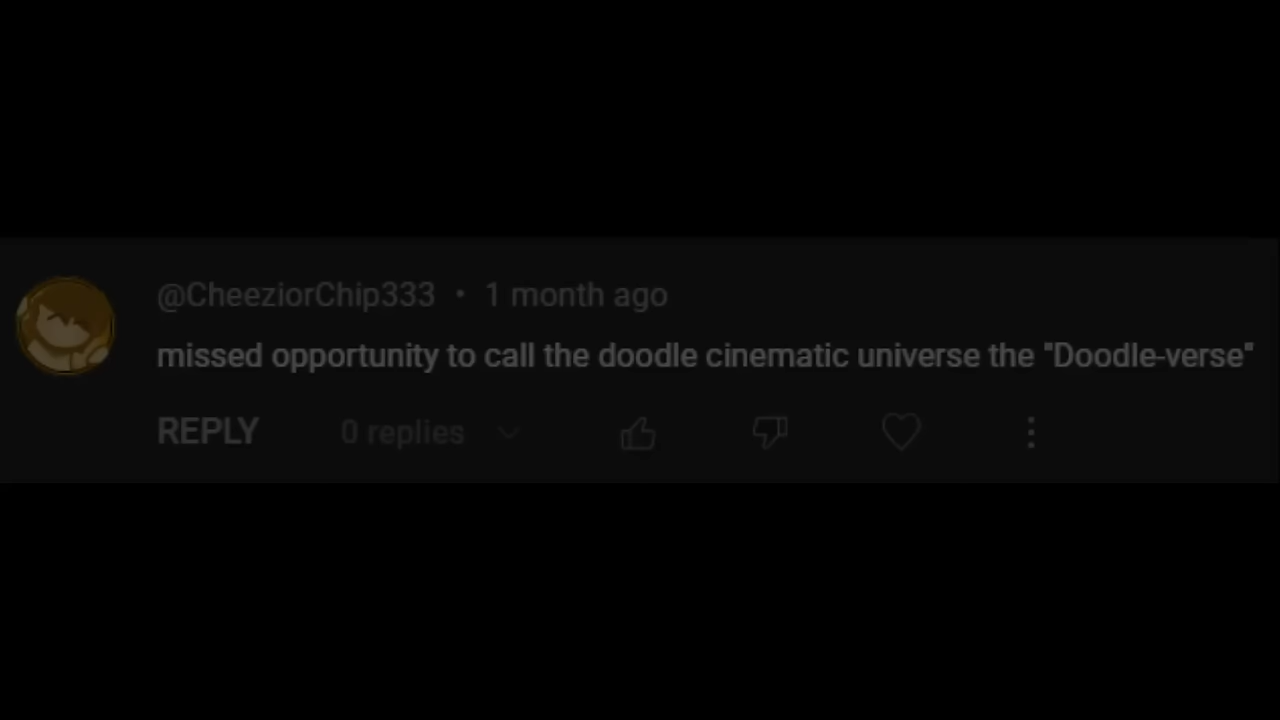 @CheeziorChip333 • 1 month ago
missed opportunity to call the doodle cinematic universe the "Doodle-verse"
REPLY 0 replies